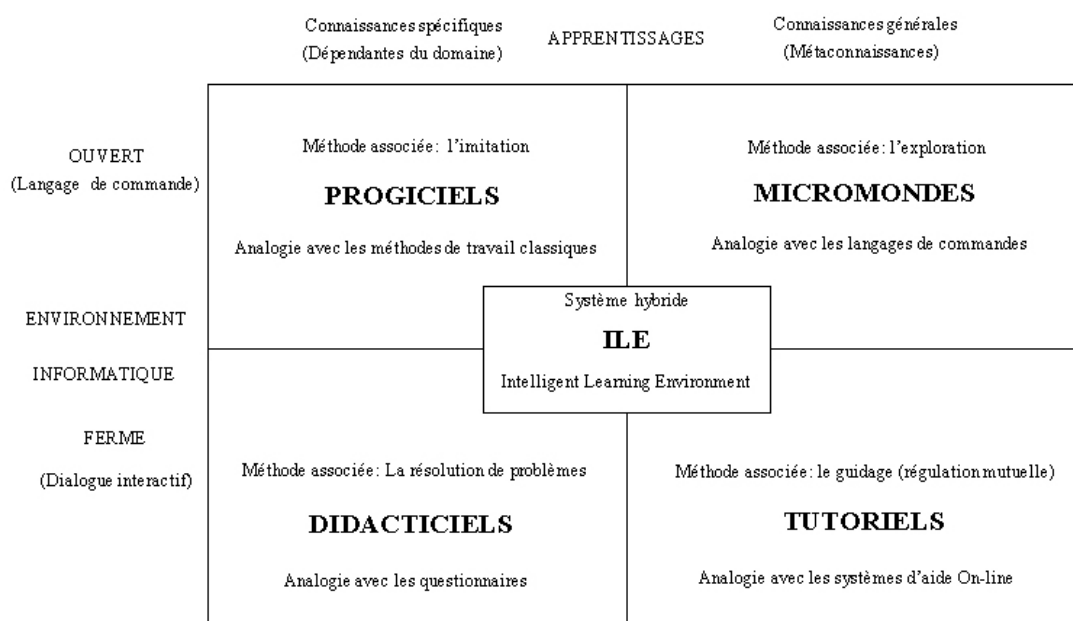 Connaissances spécifiques
(Dépendantes du domaine)
APPRENTISSAGES
Connaissances générales
(Métaconnaissances)
OUVERT
(Langage de commande)
Méthode associée: l'imitation
PROGICIELS
Analogie avec les méthodes de travail classiques
Méthode associée: l'exploration
MICROMONDES
Analogie avec les langages de commandes
ENVIRONNEMENT
INFORMATIQUE
Système hybride
ILE
Intelligent Learning Environment
FERME
(Dialogue interactif)
Méthode associée: La résolution de problèmes
DIDACTICIELS
Analogie avec les questionnaires
Méthode associée: le guidage (régulation mutuelle)
TUTORIELS
Analogie avec les systèmes d'aide On-line